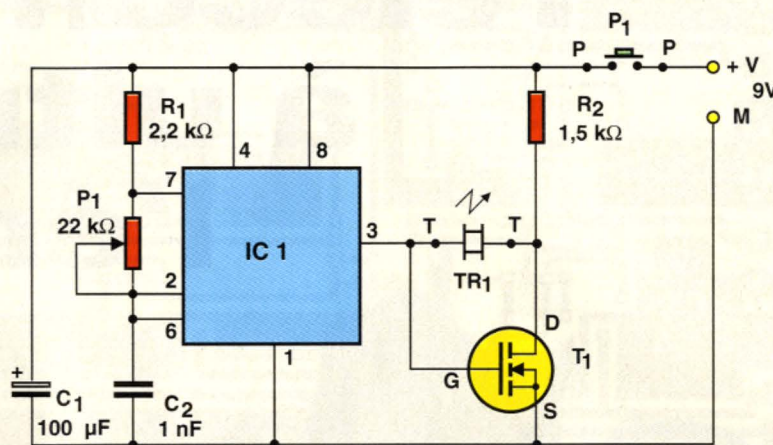 P1
P P
+ V
9V
M
R1
2,2 kΩ
4
8
R2
1,5 kΩ
7
P1
22 kΩ
IC 1
3
T T
TR1
2
6
D
T1
G
S
1
+
C1
100 µF
C2
1 nF